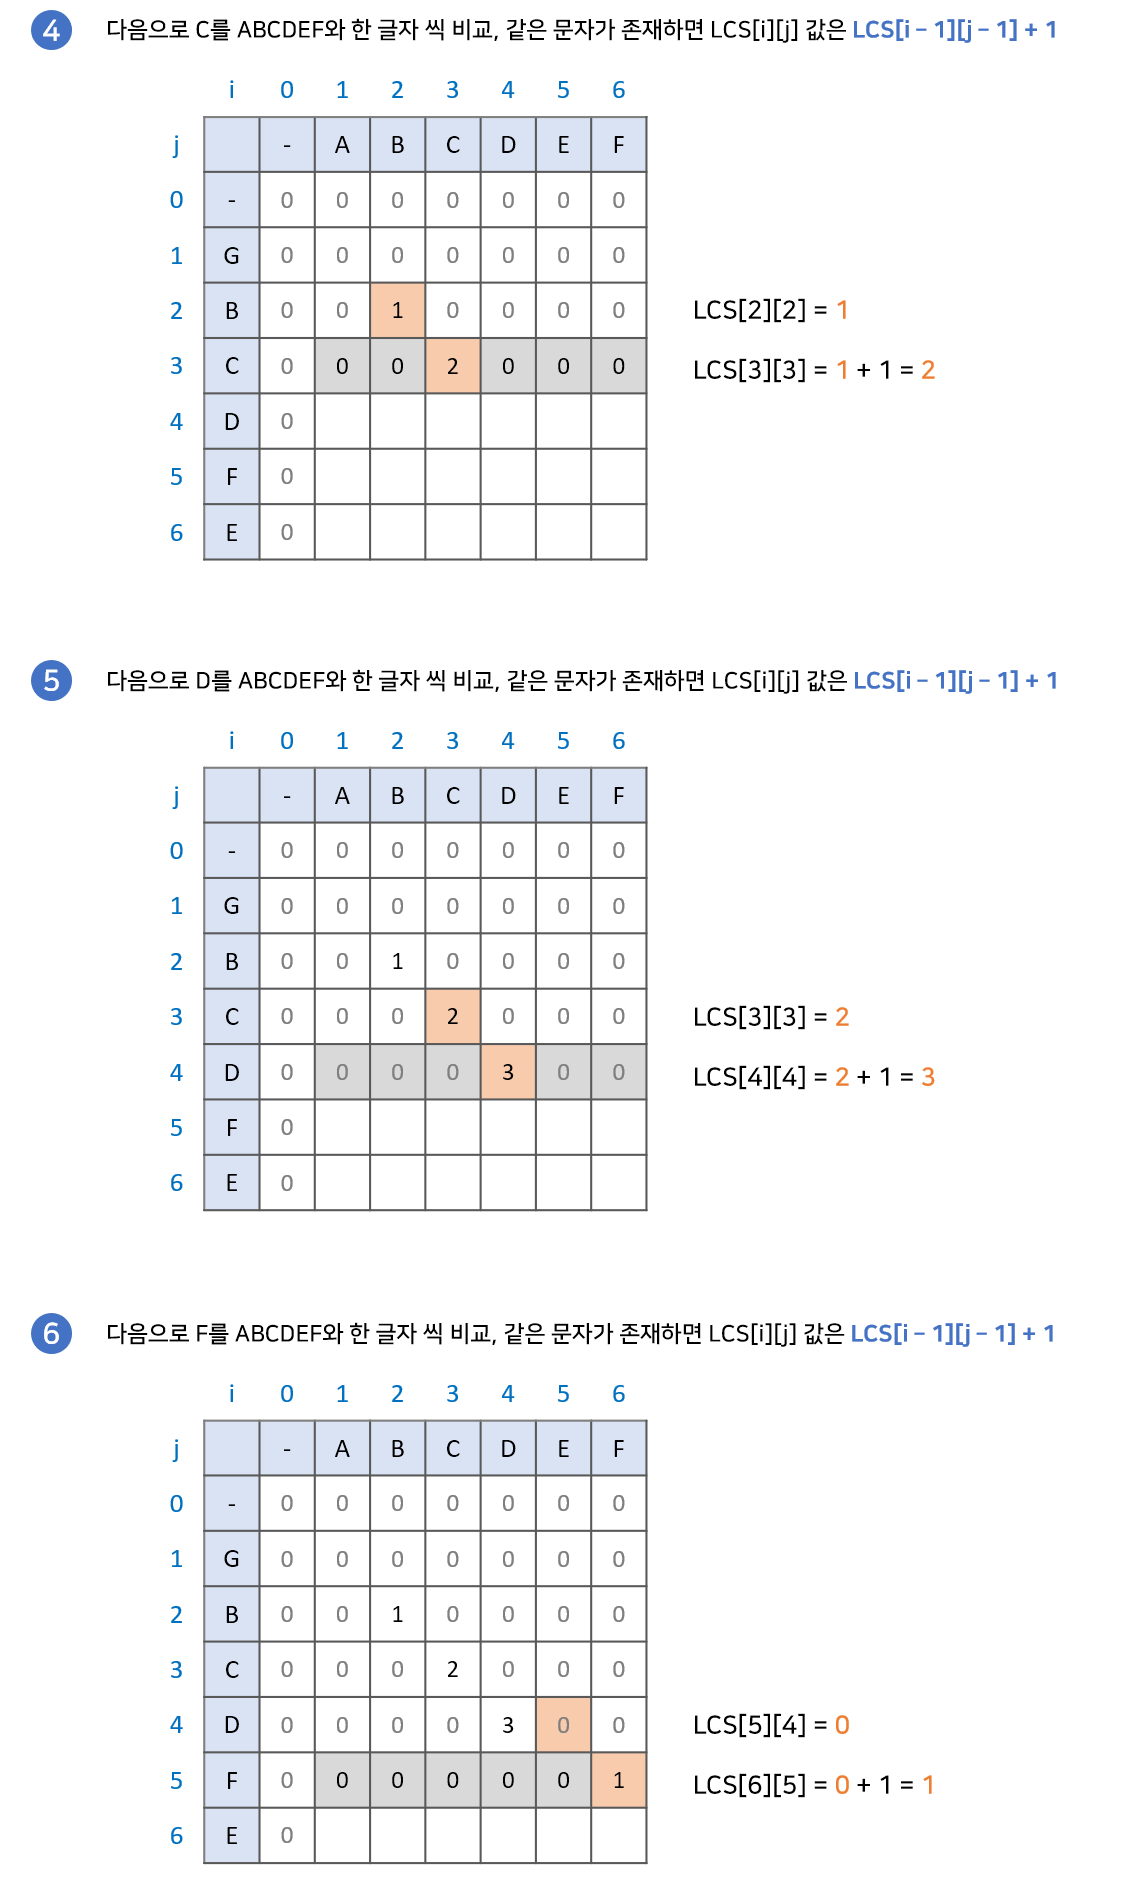 4 다음으로 C를 ABCDEF와 한 글자 씩 비교, 같은 문자가 존재하면 LCS[i][j] 값은 LCS[i - 1][j - 1] + 1
i 0 1 2 3 4 5 6
j - A B C D E F
0 - 0 0 0 0 0 0 0
1 G 0 0 0 0 0 0 0
2 B 0 0 1 0 0 0 0 LCS[2][2] = 1
3 C 0 0 0 2 0 0 0 LCS[3][3] = 1 + 1 = 2
4 D 0
5 F 0
6 E 0
5 다음으로 D를 ABCDEF와 한 글자 씩 비교, 같은 문자가 존재하면 LCS[i][j] 값은 LCS[i - 1][j - 1] + 1
i 0 1 2 3 4 5 6
j - A B C D E F
0 - 0 0 0 0 0 0 0
1 G 0 0 0 0 0 0 0
2 B 0 0 1 0 0 0 0
3 C 0 0 0 2 0 0 0 LCS[3][3] = 2
4 D 0 0 0 0 3 0 0 LCS[4][4] = 2 + 1 = 3
5 F 0
6 E 0
6 다음으로 F를 ABCDEF와 한 글자 씩 비교, 같은 문자가 존재하면 LCS[i][j] 값은 LCS[i - 1][j - 1] + 1
i 0 1 2 3 4 5 6
j - A B C D E F
0 - 0 0 0 0 0 0 0
1 G 0 0 0 0 0 0 0
2 B 0 0 1 0 0 0 0
3 C 0 0 0 2 0 0 0
4 D 0 0 0 0 3 0 0 LCS[5][4] = 0
5 F 0 0 0 0 0 0 1 LCS[6][5] = 0 + 1 = 1
6 E 0